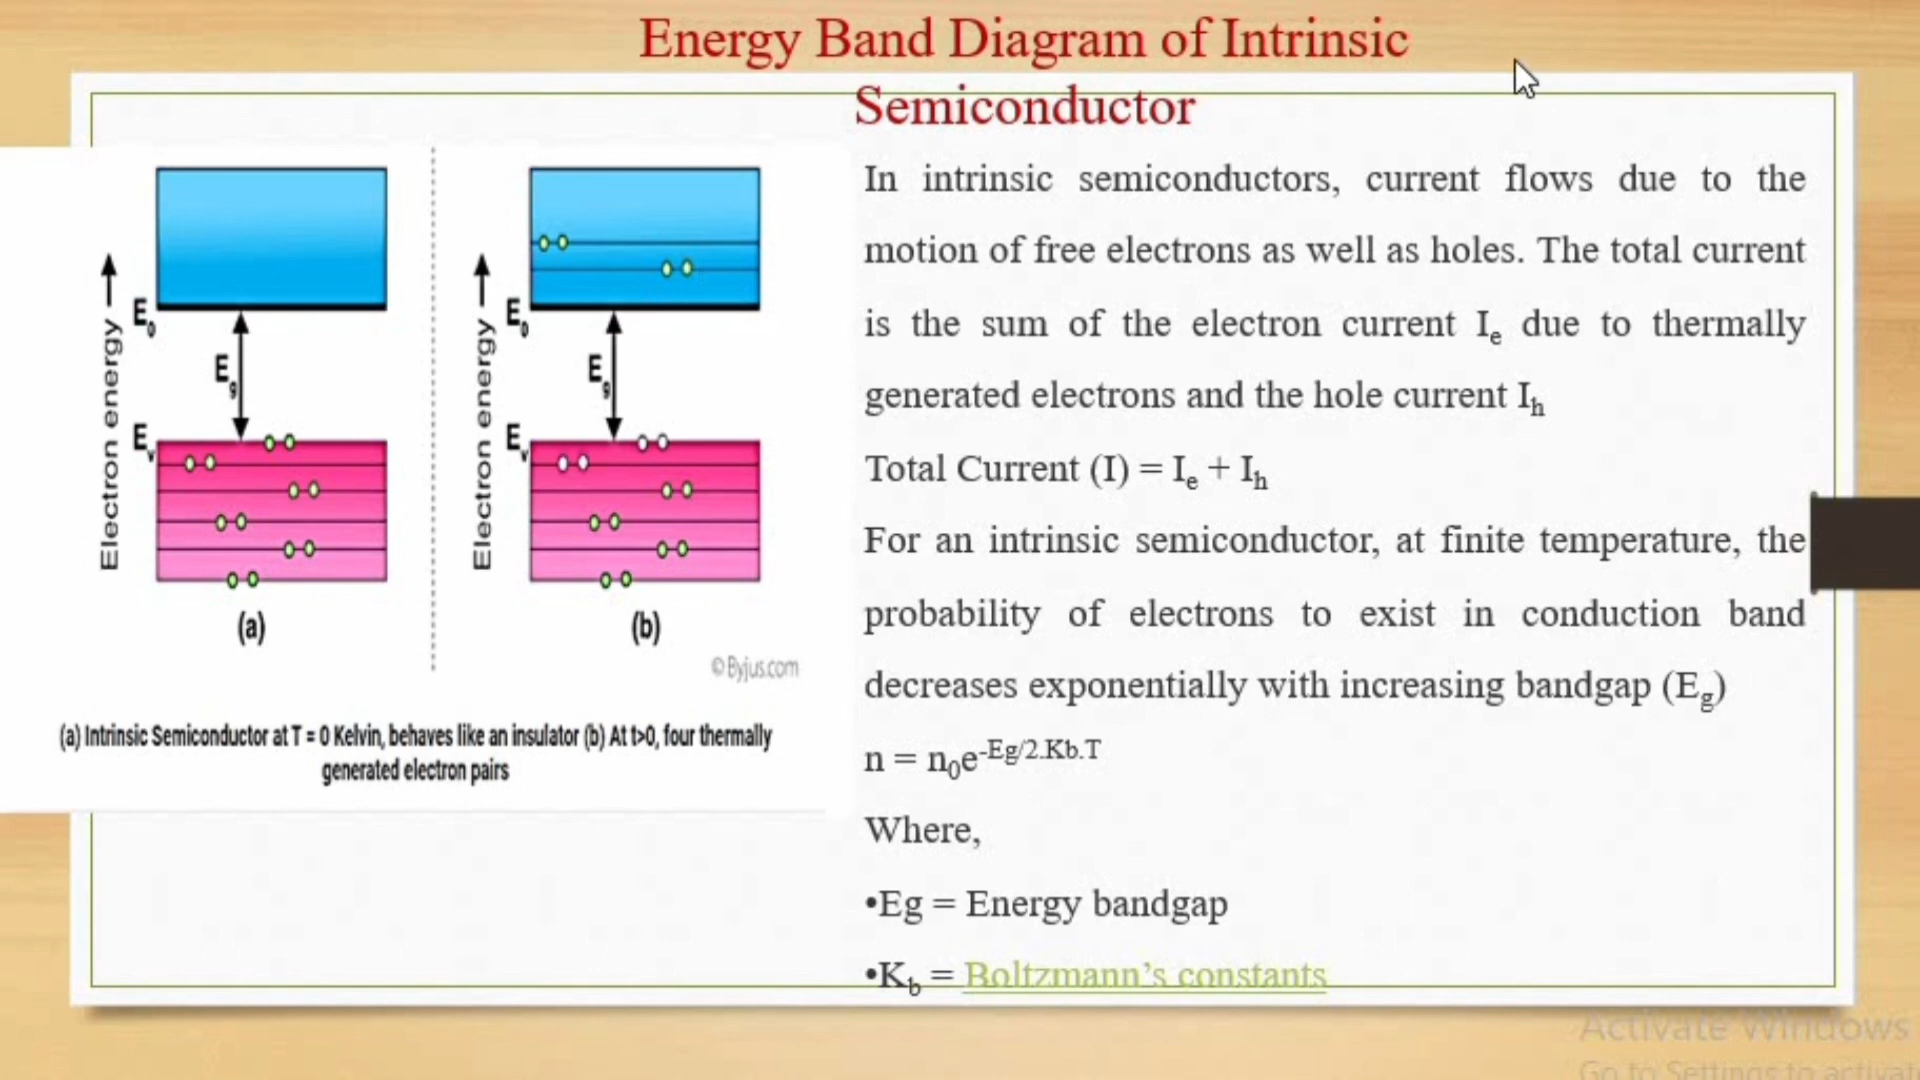 Energy Band Diagram of Intrinsic
Semiconductor
Electron energy
E0
Eg
Ev
(a)
Electron energy
E0
Eg
Ev
(b)
© Byjus.com
(a) Intrinsic Semiconductor at T = 0 Kelvin, behaves like an insulator (b) At t>0, four thermally
generated electron pairs
In intrinsic semiconductors, current flows due to the
motion of free electrons as well as holes. The total current
is the sum of the electron current Ie due to thermally
generated electrons and the hole current Ih
Total Current (I) = Ie + Ih
For an intrinsic semiconductor, at finite temperature, the
probability of electrons to exist in conduction band
decreases exponentially with increasing bandgap (Eg)
n = n0e-Eg/2.Kb.T
Where,
•Eg = Energy bandgap
•Kb = Boltzmann’s constants
Activate Windows
Go to Settings to activate